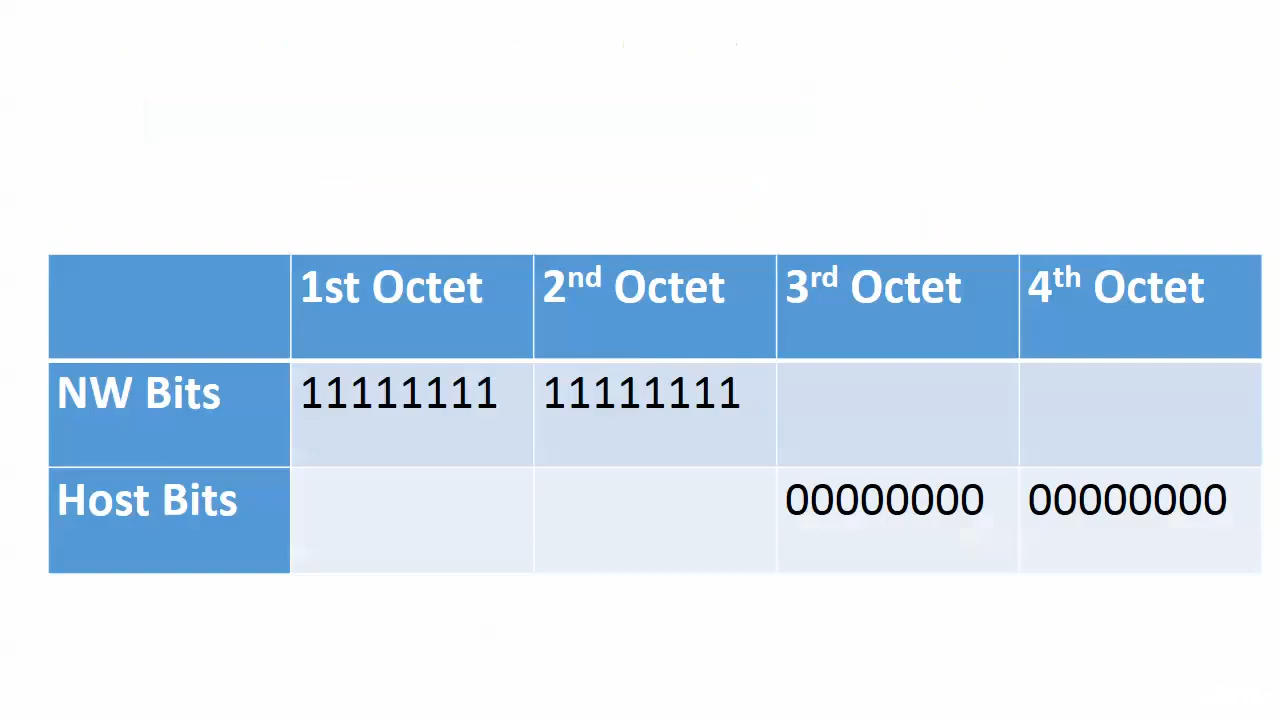 1st Octet 2nd Octet 3rd Octet 4th Octet
NW Bits 11111111 11111111
Host Bits 00000000 00000000